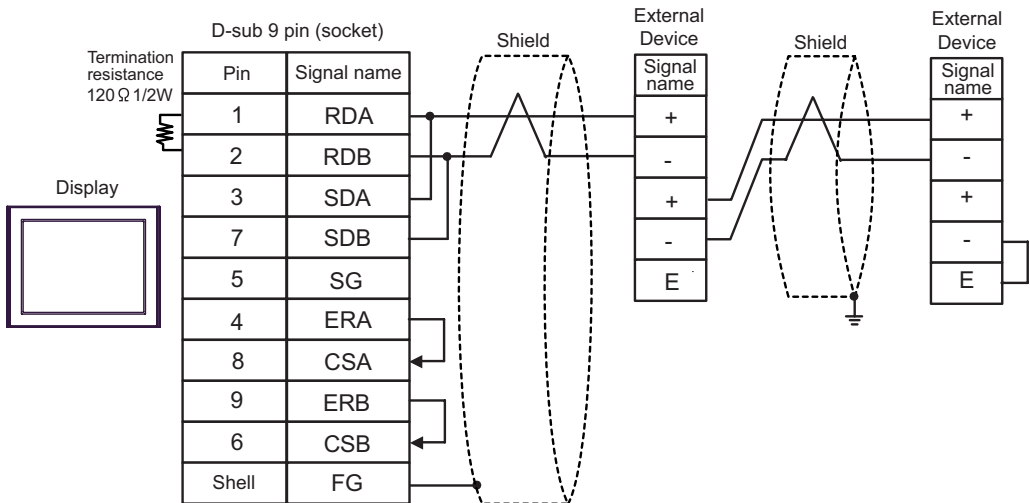 D-sub 9 pin (socket)
Termination
resistance
120 Ω 1/2W
Display
Pin Signal name
1 RDA
2 RDB
3 SDA
7 SDB
5 SG
4 ERA
8 CSA
9 ERB
6 CSB
Shell FG
Shield
External
Device
Signal
name
+
-
+
-
E
Shield
External
Device
Signal
name
+
-
+
-
E